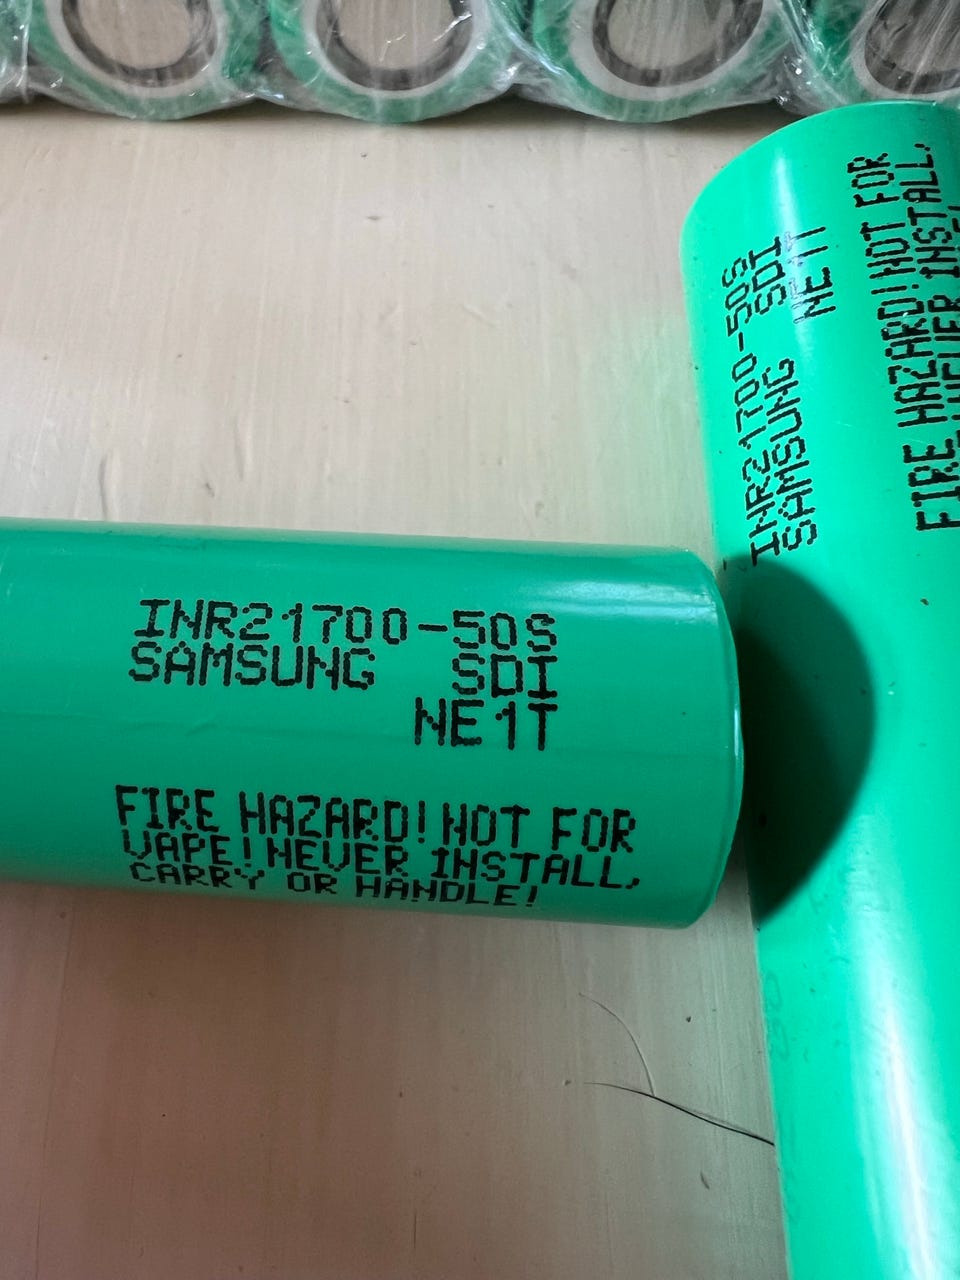 INR21700-50S
SAMSUNG SDI
NE1T
FIRE HAZARD!NOT FOR
VAPE!NEVER INSTALL,
CARRY OR HANDLE!
INR21700-50S
SAMSUNG SDI
NE1T
FIRE HAZARD!NOT FOR
INSTALL,